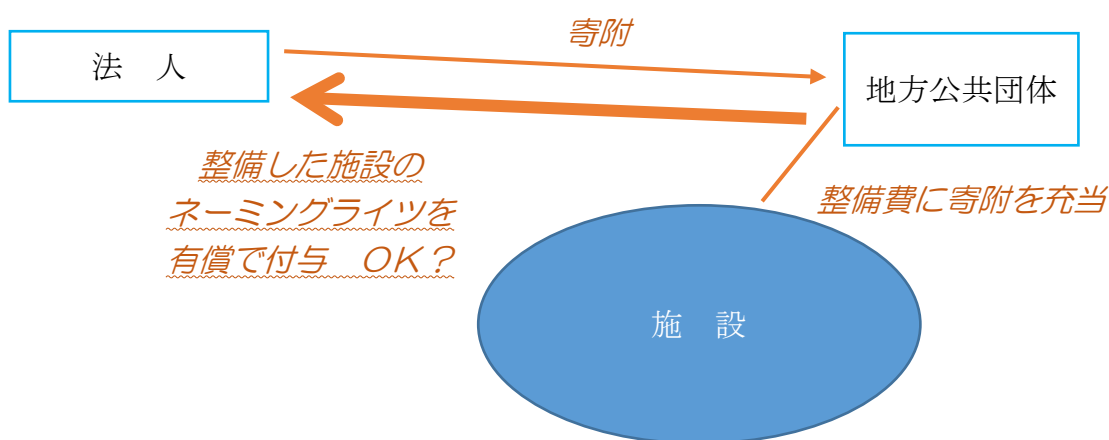 寄附
法　人
地方公共団体
整備した施設の
ネーミングライツを
有償で付与　ＯＫ？
整備費に寄附を充当
施　設